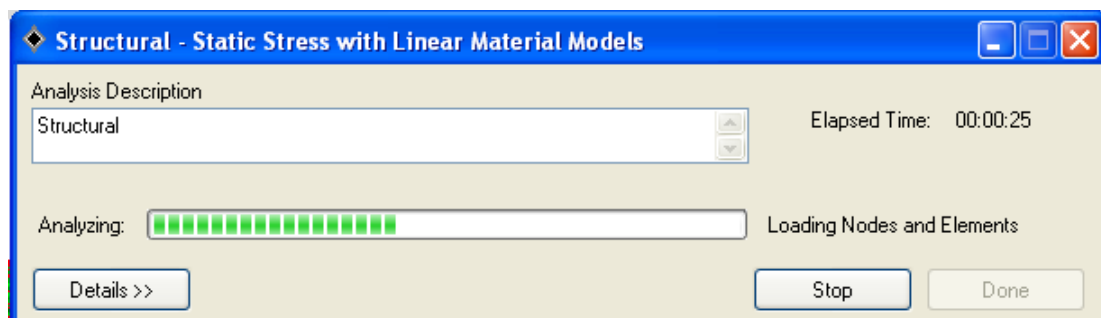 Structural - Static Stress with Linear Material Models
Analysis Description
Structural
Elapsed Time: 00:00:25
Analyzing:
Loading Nodes and Elements
Details >>
Stop
Done